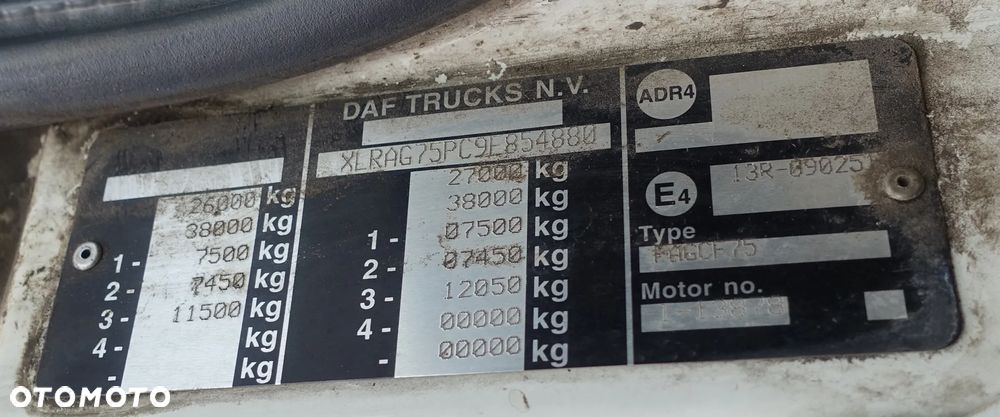 DAF TRUCKS N.V.
XLRAG75PC9E854880
26000 kg
38000 kg
1- 7500 kg
2- 7450 kg
3- 11500 kg
4- kg
- kg
27000 kg
38000 kg
1- 07500 kg
2- 07450 kg
3- 12050 kg
4- 00000 kg
- 00000 kg
ADR4
E4
13R-09025
Type
FAGCF75
Motor no.
OTOMOTO